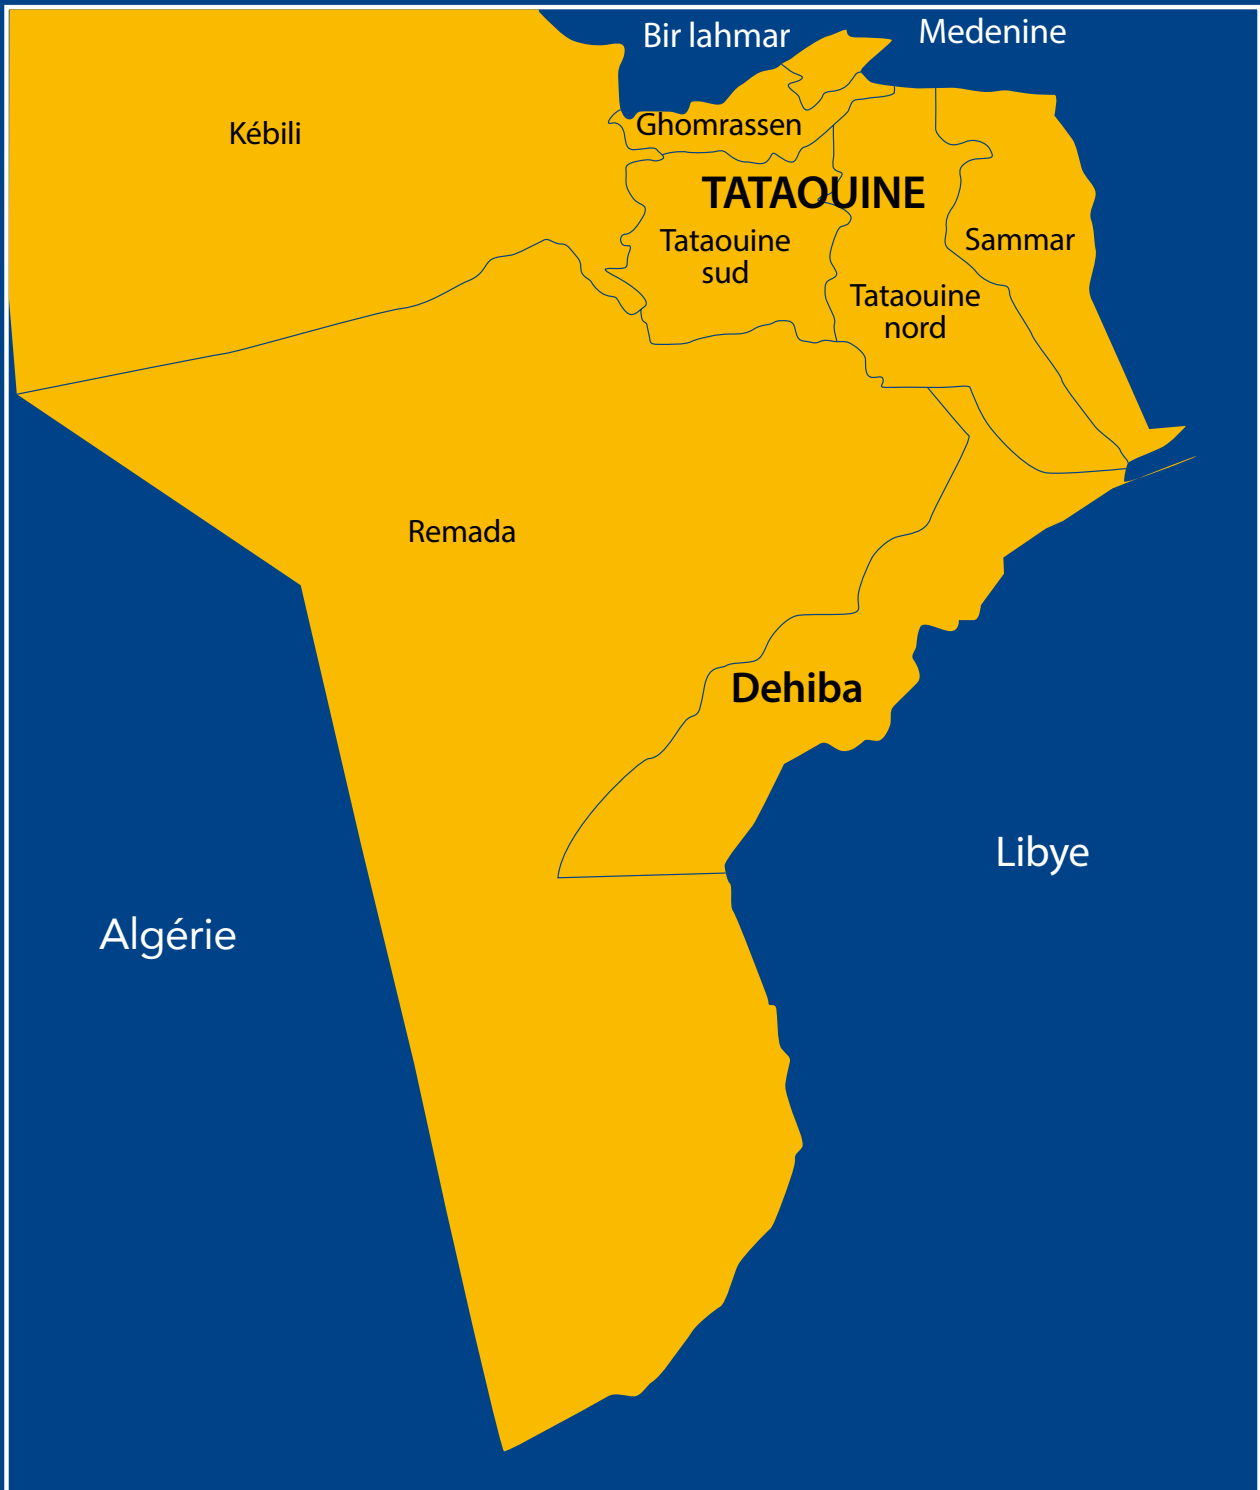 Bir lahmar
Medenine
Kébili
Ghomrassen
TATAOUINE
Tataouine
sud
Sammar
Tataouine
nord
Remada
Dehiba
Libye
Algérie